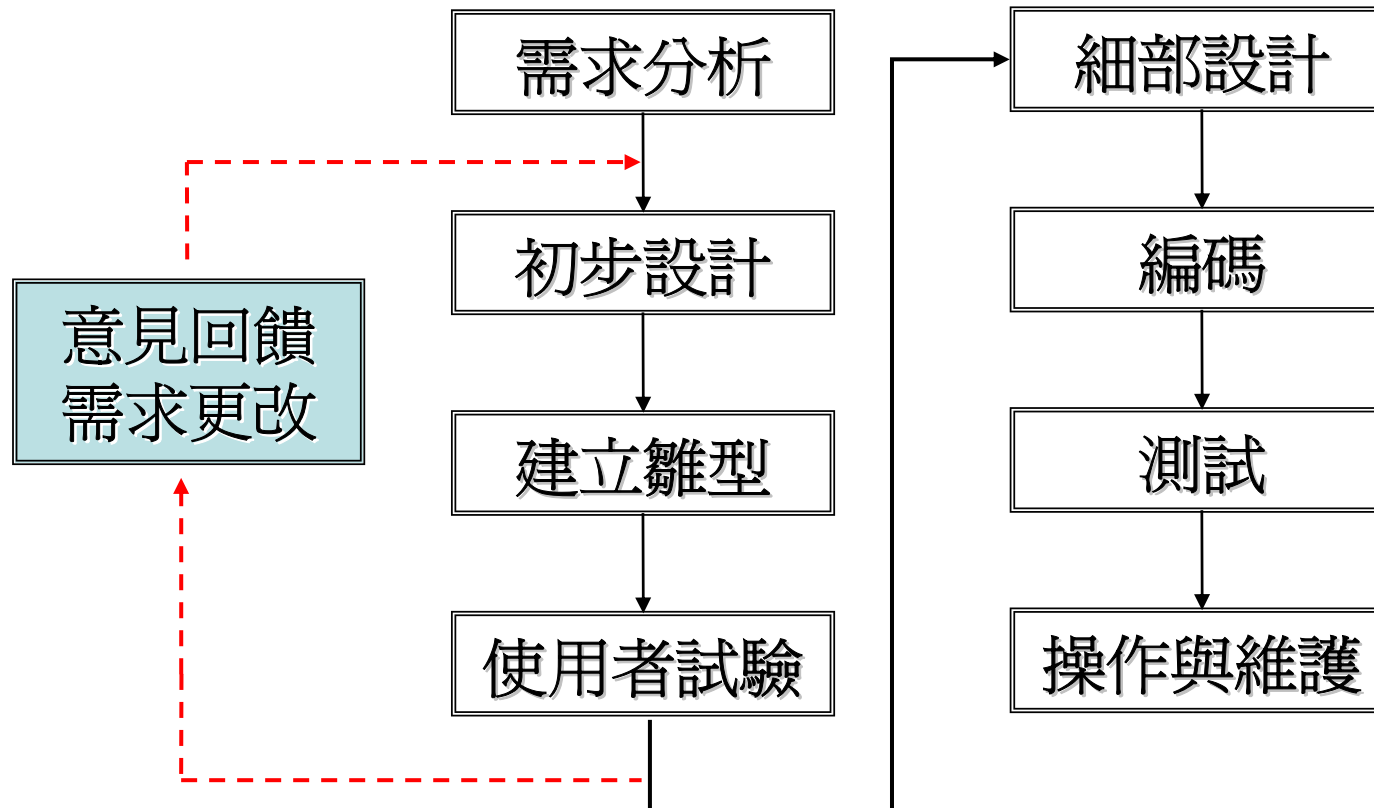 需求分析
初步設計
意見回饋
需求更改
建立雛型
使用者試驗
細部設計
編碼
測試
操作與維護